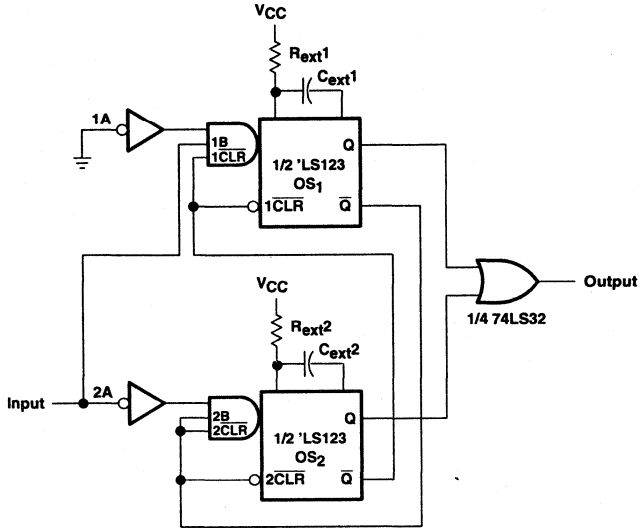 VCC
Rext1
Cext1
1A
1B
1CLR
Q
1/2 'LS123
OS1
1CLR
Q
VCC
Output
Rext2
1/4 74LS32
Cext2
Input
2A
2B
2CLR
Q
1/2 'LS123
OS2
2CLR
Q